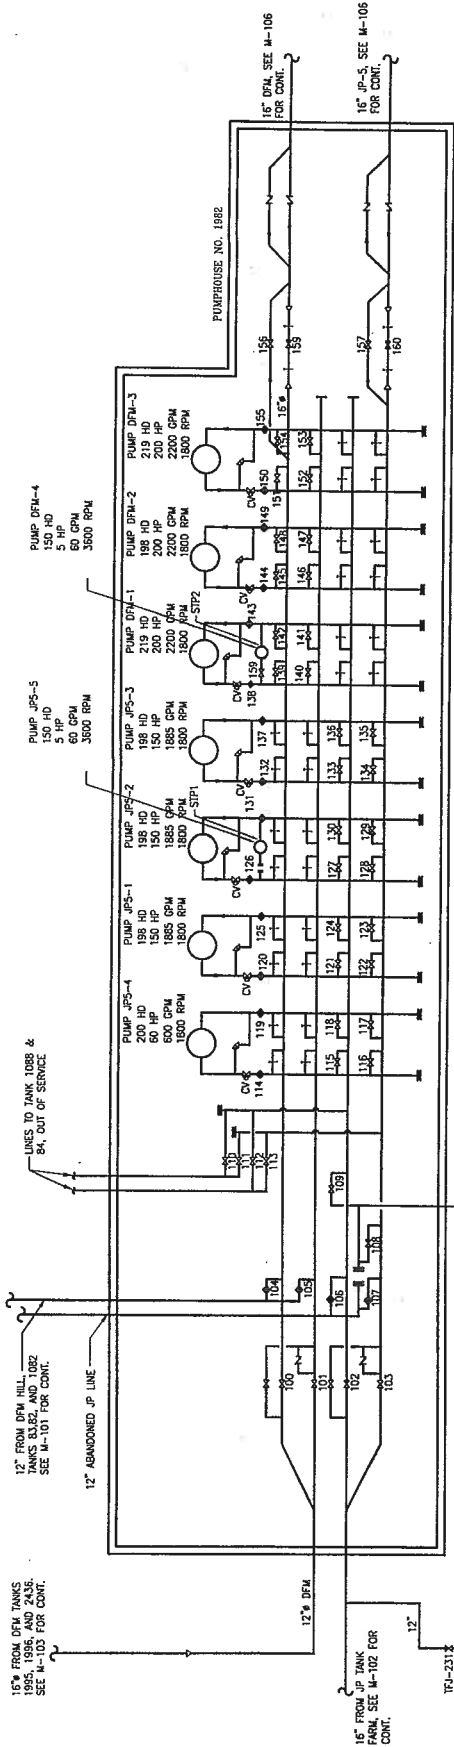 16"ø FROM DFM TANKS
1995, 1996, AND 2436.
SEE M-103 FOR CONT.
12" FROM DFM HILL,
TANKS 83,82, AND 1082
SEE M-101 FOR CONT.
12" ABANDONED JP LINE
LINES TO TANK 1088 &
84, OUT OF SERVICE
PUMP JP5-5
150 HD
5 HP
60 GPM
3600 RPM
PUMP DFM-4
150 HD
5 HP
60 GPM
3600 RPM
PUMP JP5-4
200 HD
60 HP
600 GPM
1800 RPM
PUMP JP5-1
198 HD
150 HP
1885 GPM
1800 RPM
PUMP JP5-2
198 HD
150 HP
1885 GPM
1800 RPM
PUMP JP5-3
198 HD
150 HP
1885 GPM
1800 RPM
PUMP DFM-1
219 HD
200 HP
2200 GPM
1800 RPM
PUMP DFM-2
198 HD
200 HP
2200 GPM
1800 RPM
PUMP DFM-3
219 HD
200 HP
2200 GPM
1800 RPM
PUMPHOUSE NO. 1982
16" DFM, SEE M-106
FOR CONT.
16" JP-5, SEE M-106
FOR CONT.
STP1
STP2
CV
CV
CV
CV
CV
CV
CV
100
101
102
103
104
105
106
107
108
109
110
111
112
113
114
115
116
117
118
119
120
121
122
123
124
125
126
127
128
129
130
131
132
133
134
135
136
137
138
139
140
141
142
143
144
145
146
147
148
149
150
151
152
153
154
155
156
157
159
159
160
16"ø
12"ø DFM
12"
16" FROM JP TANK
FARM, SEE M-102 FOR
CONT.
TFJ-231